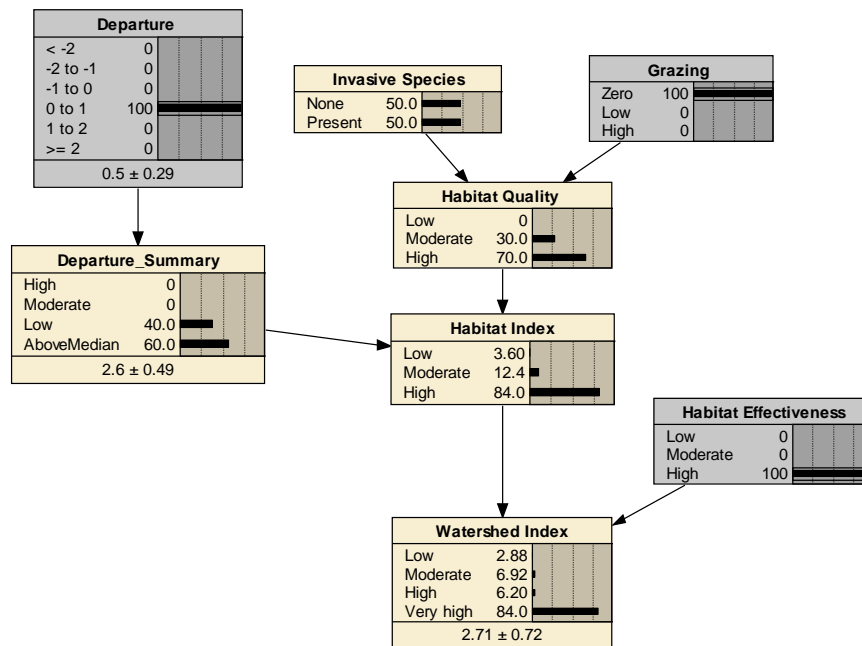 Departure
< -2 0
-2 to -1 0
-1 to 0 0
0 to 1 100
1 to 2 0
>= 2 0
0.5 ± 0.29
Invasive Species
None 50.0
Present 50.0
Grazing
Zero 100
Low 0
High 0
Habitat Quality
Low 0
Moderate 30.0
High 70.0
Departure_Summary
High 0
Moderate 0
Low 40.0
AboveMedian 60.0
2.6 ± 0.49
Habitat Index
Low 3.60
Moderate 12.4
High 84.0
Habitat Effectiveness
Low 0
Moderate 0
High 100
Watershed Index
Low 2.88
Moderate 6.92
High 6.20
Very high 84.0
2.71 ± 0.72